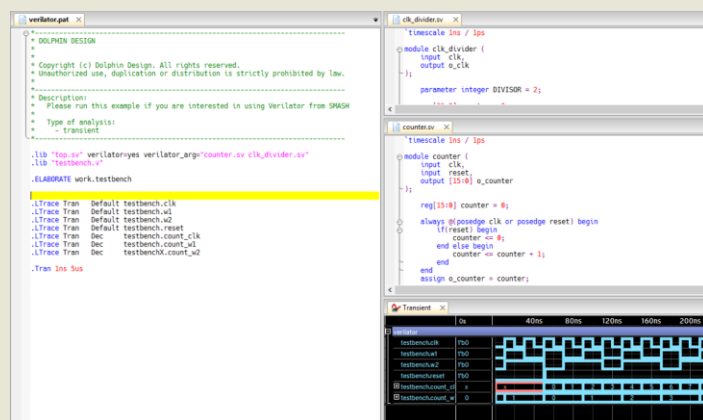 verilator.pat
*--------------------------------------------------------------------------------
* DOLPHIN DESIGN
*
*
* Copyright (c) Dolphin Design. All rights reserved.
* Unauthorized use, duplication or distribution is strictly prohibited by law.
*
*--------------------------------------------------------------------------------
* Description:
* Please run this example if you are interested in using Verilator from SMASH
*
* Type of analysis:
* - transient
*--------------------------------------------------------------------------------
.lib "top.sv" verilator=yes verilator_arg="counter.sv clk_divider.sv"
.lib "testbench.v"
.ELABORATE work.testbench
.LTrace Tran Default testbench.clk
.LTrace Tran Default testbench.w1
.LTrace Tran Default testbench.w2
.LTrace Tran Default testbench.reset
.LTrace Tran Dec testbench.count_clk
.LTrace Tran Dec testbench.count_w1
.LTrace Tran Dec testbenchX.count_w2
.Tran 1ns 5us
clk_divider.sv
`timescale 1ns / 1ps
module clk_divider (
input clk,
output o_clk
);
parameter integer DIVISOR = 2;
counter.sv
`timescale 1ns / 1ps
module counter (
input clk,
input reset,
output [15:0] o_counter
);
reg[15:0] counter = 0;
always @(posedge clk or posedge reset) begin
if(reset) begin
counter <= 0;
end else begin
counter <= counter + 1;
end
end
assign o_counter = counter;
Transient
0s 40ns 80ns 120ns 160ns 200ns
verilator
testbench.clk 1'b0
testbench.w1 1'b0
testbench.w2 1'b0
testbench.reset 1'b0
testbench.count_cl x
testbench.count_w 0